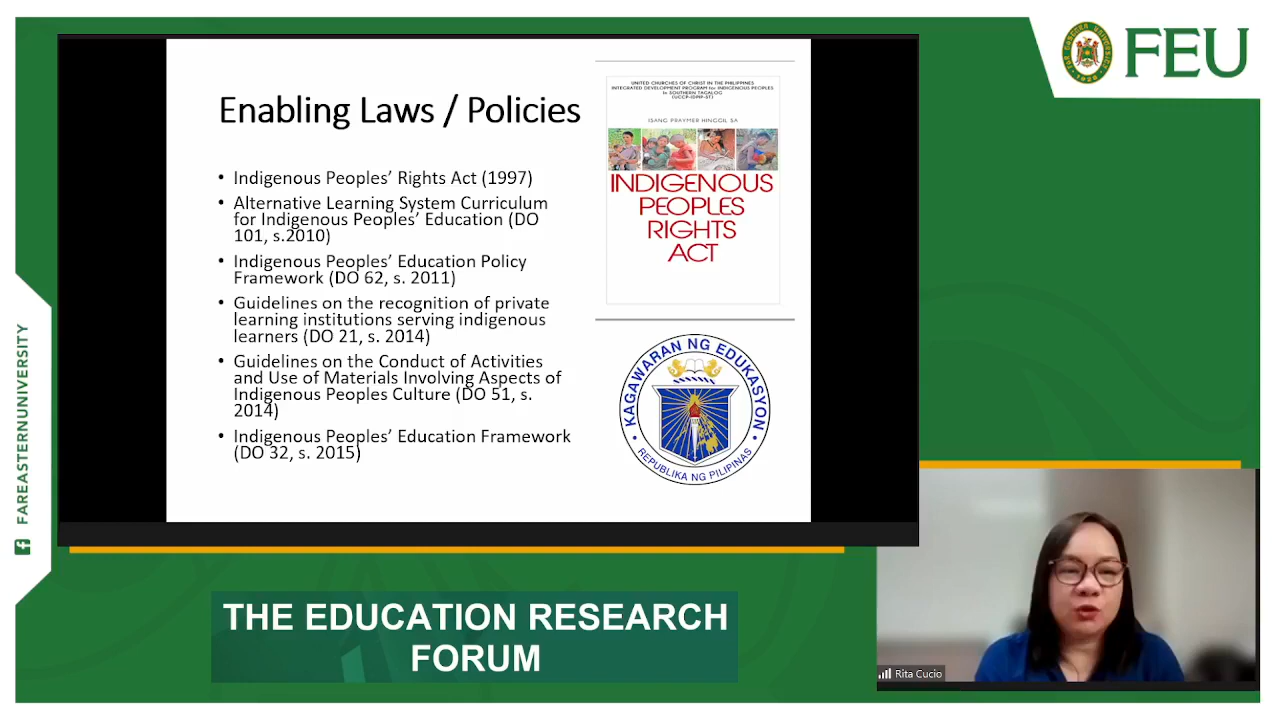 FEU
Enabling Laws / Policies
• Indigenous Peoples' Rights Act (1997)
• Alternative Learning System Curriculum
for Indigenous Peoples' Education (DO
101, s.2010)
• Indigenous Peoples' Education Policy
Framework (DO 62, s. 2011)
• Guidelines on the recognition of private
learning institutions serving indigenous
learners (DO 21, s. 2014)
• Guidelines on the Conduct of Activities
and Use of Materials Involving Aspects of
Indigenous Peoples Culture (DO 51, s.
2014)
• Indigenous Peoples' Education Framework
(DO 32, s. 2015)
UNITED CHURCHES OF CHRIST IN THE PHILIPPINES
INTEGRATED DEVELOPMENT PROGRAM for INDIGENOUS PEOPLES
in SOUTHERN TAGALOG
(UCCP-IDPIP-ST)
ISANG PRAYMER HINGGIL SA
INDIGENOUS
PEOPLES
RIGHTS
ACT
KAGAWARAN NG EDUKASYON
REPUBLIKA NG PILIPINAS
FAREASTERNUNIVERSITY
THE EDUCATION RESEARCH
FORUM
Rita Cucio